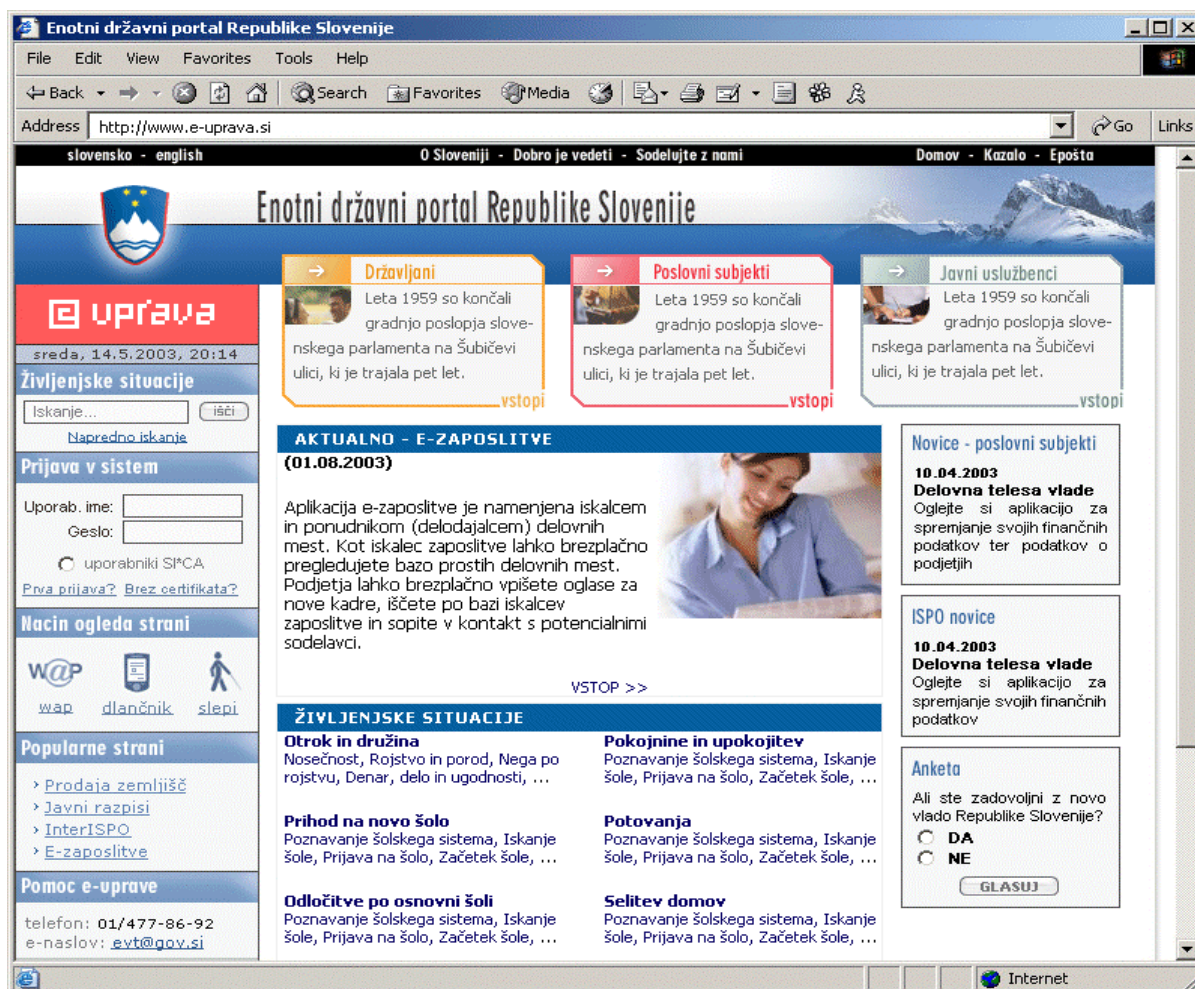 Enotni državni portal Republike Slovenije
File Edit View Favorites Tools Help
Back Search Favorites Media
Address http://www.e-uprava.si Go Links
slovensko - english O Sloveniji - Dobro je vedeti - Sodelujte z nami Domov - Kazalo - Epošta
Enotni državni portal Republike Slovenije
e uprava
sreda, 14.5.2003, 20:14
Življenjske situacije
Iskanje... išči
Napredno iskanje
Prijava v sistem
Uporab. ime:
Geslo:
uporabniki SI*CA
Prva prijava? Brez certifikata?
Nacin ogleda strani
W@P
wap dlančnik slepi
Popularne strani
› Prodaja zemljišč
› Javni razpisi
› InterISPO
› E-zaposlitve
Pomoc e-uprave
telefon: 01/477-86-92
e-naslov: evt@gov.si
Državljani
Leta 1959 so končali
gradnjo poslopja slove-
nskega parlamenta na Šubičevi
ulici, ki je trajala pet let.
vstopi
Poslovni subjekti
Leta 1959 so končali
gradnjo poslopja slove-
nskega parlamenta na Šubičevi
ulici, ki je trajala pet let.
vstopi
Javni uslužbenci
Leta 1959 so končali
gradnjo poslopja slove-
nskega parlamenta na Šubičevi
ulici, ki je trajala pet let.
vstopi
AKTUALNO - E-ZAPOSLITVE
(01.08.2003)
Aplikacija e-zaposlitve je namenjena iskalcem
in ponudnikom (delodajalcem) delovnih
mest. Kot iskalec zaposlitve lahko brezplačno
pregledujete bazo prostih delovnih mest.
Podjetja lahko brezplačno vpišete oglase za
nove kadre, iščete po bazi iskalcev
zaposlitve in sopite v kontakt s potencialnimi
sodelavci.
VSTOP >>
ŽIVLJENJSKE SITUACIJE
Otrok in družina
Nosečnost, Rojstvo in porod, Nega po
rojstvu, Denar, delo in ugodnosti, ...
Prihod na novo šolo
Poznavanje šolskega sistema, Iskanje
šole, Prijava na šolo, Začetek šole, ...
Odločitve po osnovni šoli
Poznavanje šolskega sistema, Iskanje
šole, Prijava na šolo, Začetek šole, ...
Pokojnine in upokojitev
Poznavanje šolskega sistema, Iskanje
šole, Prijava na šolo, Začetek šole, ...
Potovanja
Poznavanje šolskega sistema, Iskanje
šole, Prijava na šolo, Začetek šole, ...
Selitev domov
Poznavanje šolskega sistema, Iskanje
šole, Prijava na šolo, Začetek šole, ...
Novice - poslovni subjekti
10.04.2003
Delovna telesa vlade
Oglejte si aplikacijo za
spremjanje svojih finančnih
podatkov ter podatkov o
podjetjih
ISPO novice
10.04.2003
Delovna telesa vlade
Oglejte si aplikacijo za
spremjanje svojih finančnih
podatkov
Anketa
Ali ste zadovoljni z novo
vlado Republike Slovenije?
DA
NE
GLASUJ
Internet